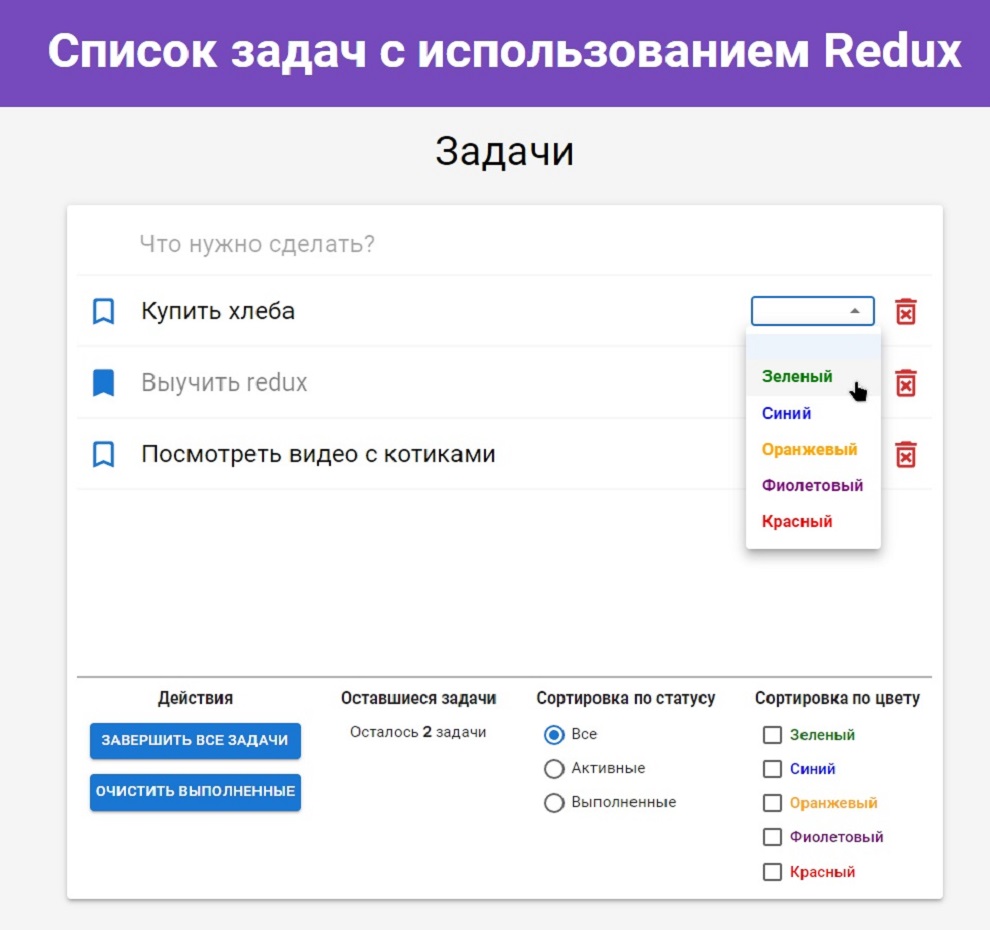 Список задач с использованием Redux
Задачи
Что нужно сделать?
Купить хлеба
Выучить redux
Посмотреть видео с котиками
Зеленый
Синий
Оранжевый
Фиолетовый
Красный
Действия
ЗАВЕРШИТЬ ВСЕ ЗАДАЧИ
ОЧИСТИТЬ ВЫПОЛНЕННЫЕ
Оставшиеся задачи
Осталось 2 задачи
Сортировка по статусу
Все
Активные
Выполненные
Сортировка по цвету
Зеленый
Синий
Оранжевый
Фиолетовый
Красный